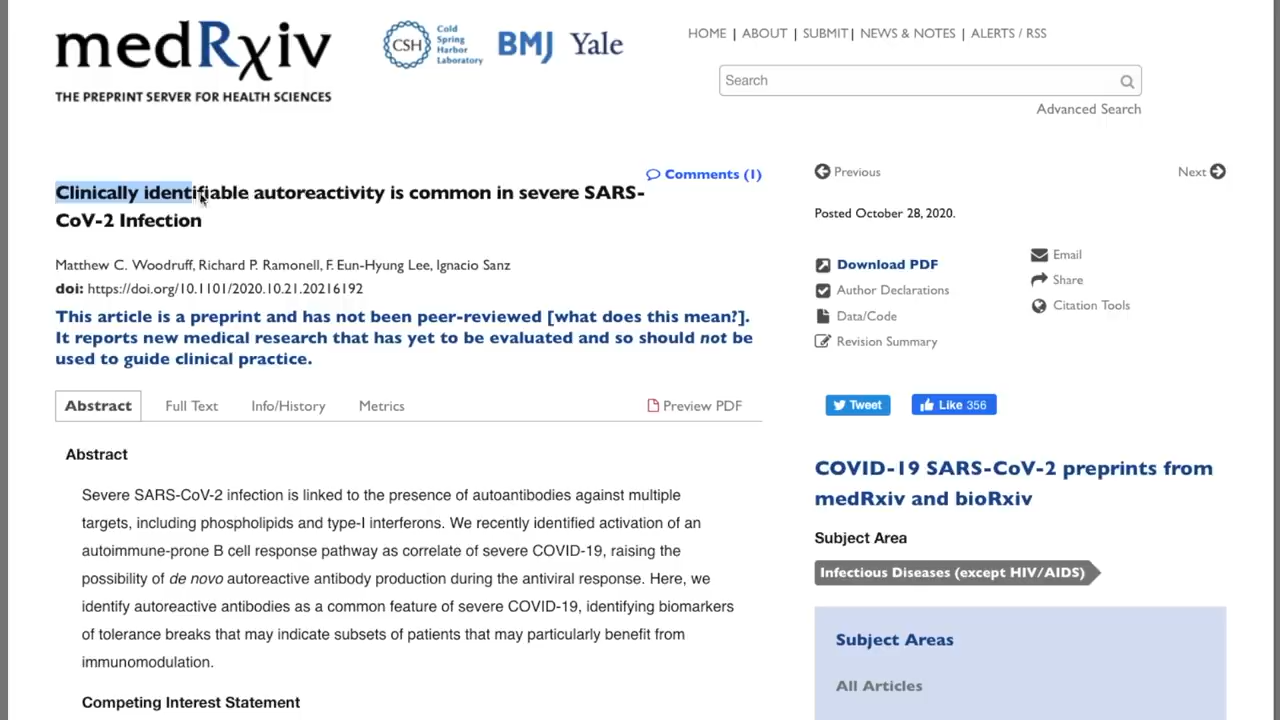 medRxiv
THE PREPRINT SERVER FOR HEALTH SCIENCES
CSH Cold Spring Harbor Laboratory
BMJ Yale
HOME | ABOUT | SUBMIT | NEWS & NOTES | ALERTS / RSS
Search
Advanced Search
Comments (1)
Clinically identifiable autoreactivity is common in severe SARS-
CoV-2 Infection
Matthew C. Woodruff, Richard P. Ramonell, F. Eun-Hyung Lee, Ignacio Sanz
doi: https://doi.org/10.1101/2020.10.21.20216192
This article is a preprint and has not been peer-reviewed [what does this mean?].
It reports new medical research that has yet to be evaluated and so should not be
used to guide clinical practice.
Abstract Full Text Info/History Metrics Preview PDF
Abstract
Severe SARS-CoV-2 infection is linked to the presence of autoantibodies against multiple
targets, including phospholipids and type-I interferons. We recently identified activation of an
autoimmune-prone B cell response pathway as correlate of severe COVID-19, raising the
possibility of de novo autoreactive antibody production during the antiviral response. Here, we
identify autoreactive antibodies as a common feature of severe COVID-19, identifying biomarkers
of tolerance breaks that may indicate subsets of patients that may particularly benefit from
immunomodulation.
Competing Interest Statement
Previous Next
Posted October 28, 2020.
Download PDF
Author Declarations
Data/Code
Revision Summary
Email
Share
Citation Tools
Tweet Like 356
COVID-19 SARS-CoV-2 preprints from
medRxiv and bioRxiv
Subject Area
Infectious Diseases (except HIV/AIDS)
Subject Areas
All Articles